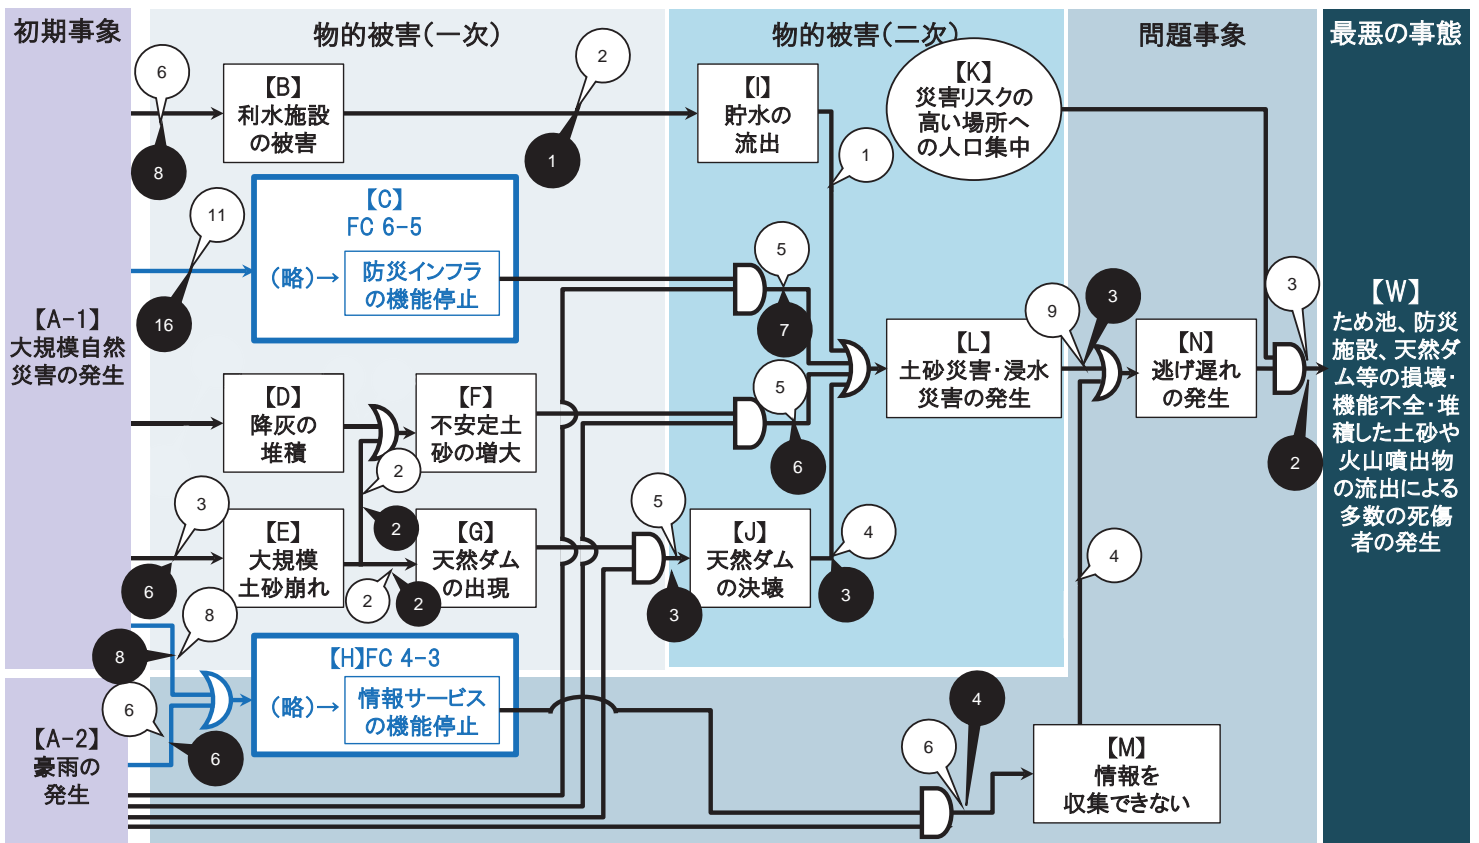 初期事象
物的被害(一次)
物的被害(二次)
問題事象
最悪の事態
【A-1】
大規模自然
災害の発生
【A-2】
豪雨の
発生
6
8
【B】
利水施設
の被害
2
1
【I】
貯水の
流出
1
【K】
災害リスクの
高い場所へ
の人口集中
11
16
【C】
FC 6-5
(略)→
防災インフラ
の機能停止
5
7
【D】
降灰の
堆積
【F】
不安定土
砂の増大
5
6
2
2
3
6
【E】
大規模
土砂崩れ
2
2
【G】
天然ダム
の出現
5
3
【J】
天然ダム
の決壊
4
3
【L】
土砂災害・浸水
災害の発生
9
3
【N】
逃げ遅れ
の発生
3
2
【W】
ため池、防災
施設、天然ダ
ム等の損壊・
機能不全・堆
積した土砂や
火山噴出物
の流出による
多数の死傷
者の発生
8
8
6
6
【H】FC 4-3
(略)→
情報サービス
の機能停止
6
4
【M】
情報を
収集できない
4